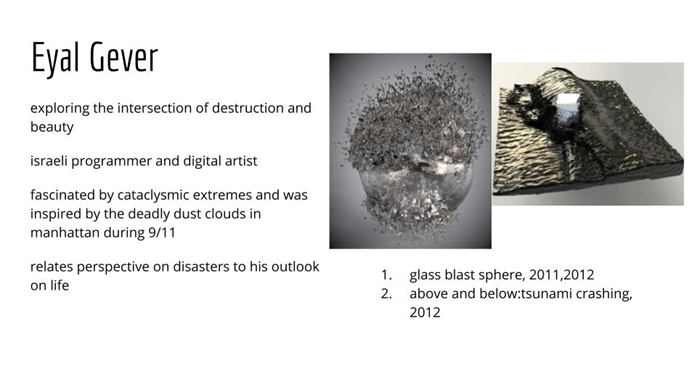 Eyal Gever
exploring the intersection of destruction and
beauty
israeli programmer and digital artist
fascinated by cataclysmic extremes and was
inspired by the deadly dust clouds in
manhattan during 9/11
relates perspective on disasters to his outlook
on life
1. glass blast sphere, 2011,2012
2. above and below:tsunami crashing,
2012